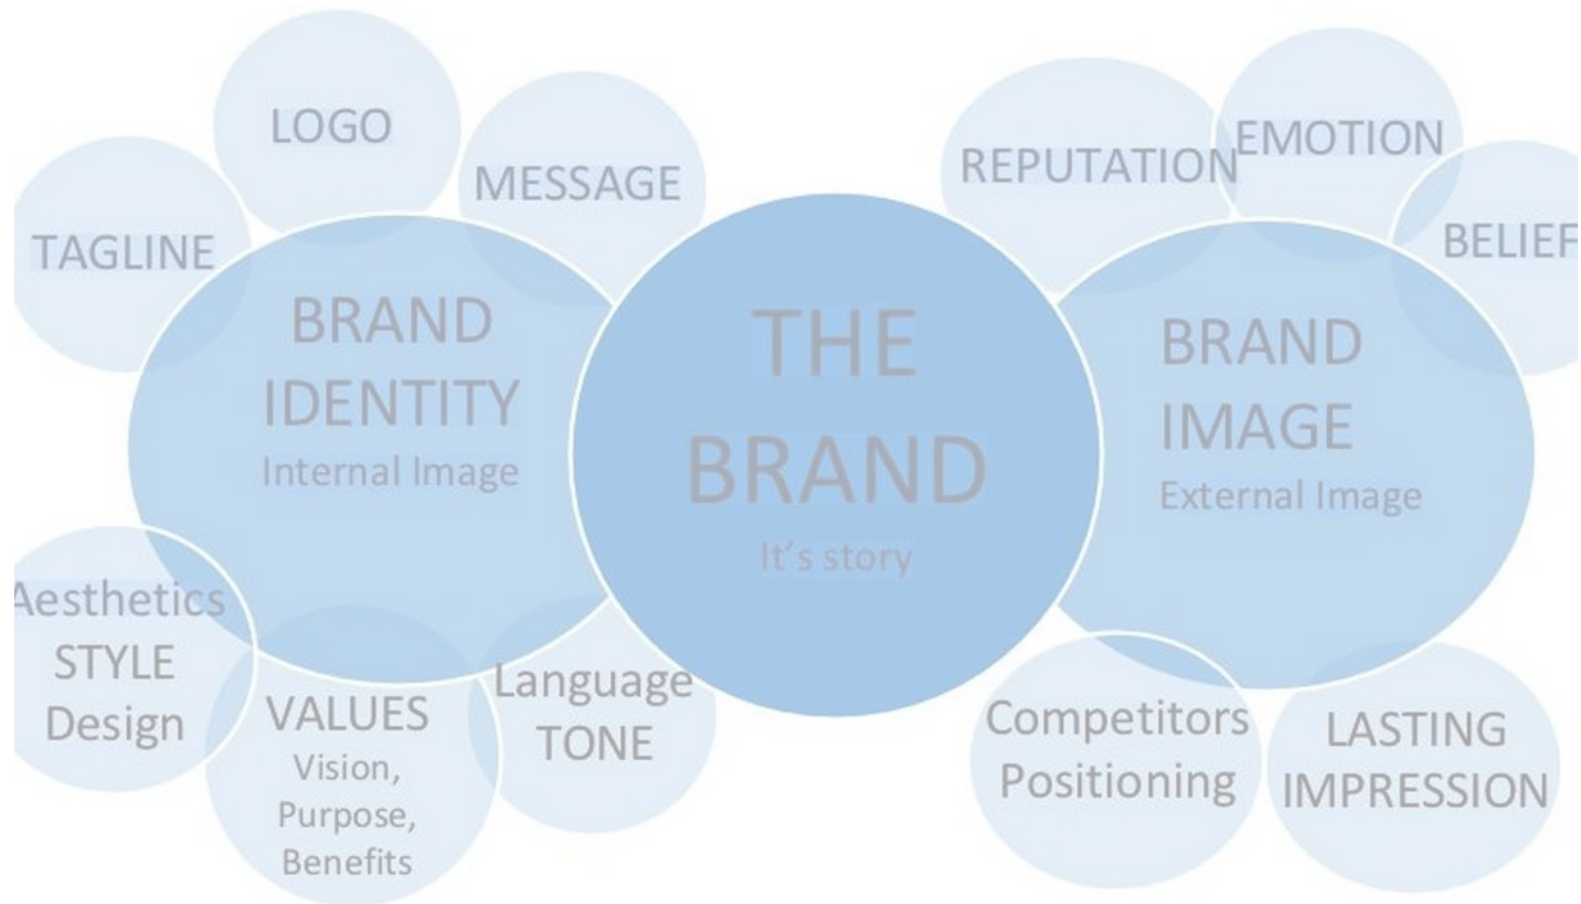 LOGO
MESSAGE
TAGLINE
BRAND
IDENTITY
Internal Image
Aesthetics
STYLE
Design
VALUES
Vision,
Purpose,
Benefits
Language
TONE
THE
BRAND
It's story
REPUTATION
EMOTION
BELIEF
BRAND
IMAGE
External Image
Competitors
Positioning
LASTING
IMPRESSION